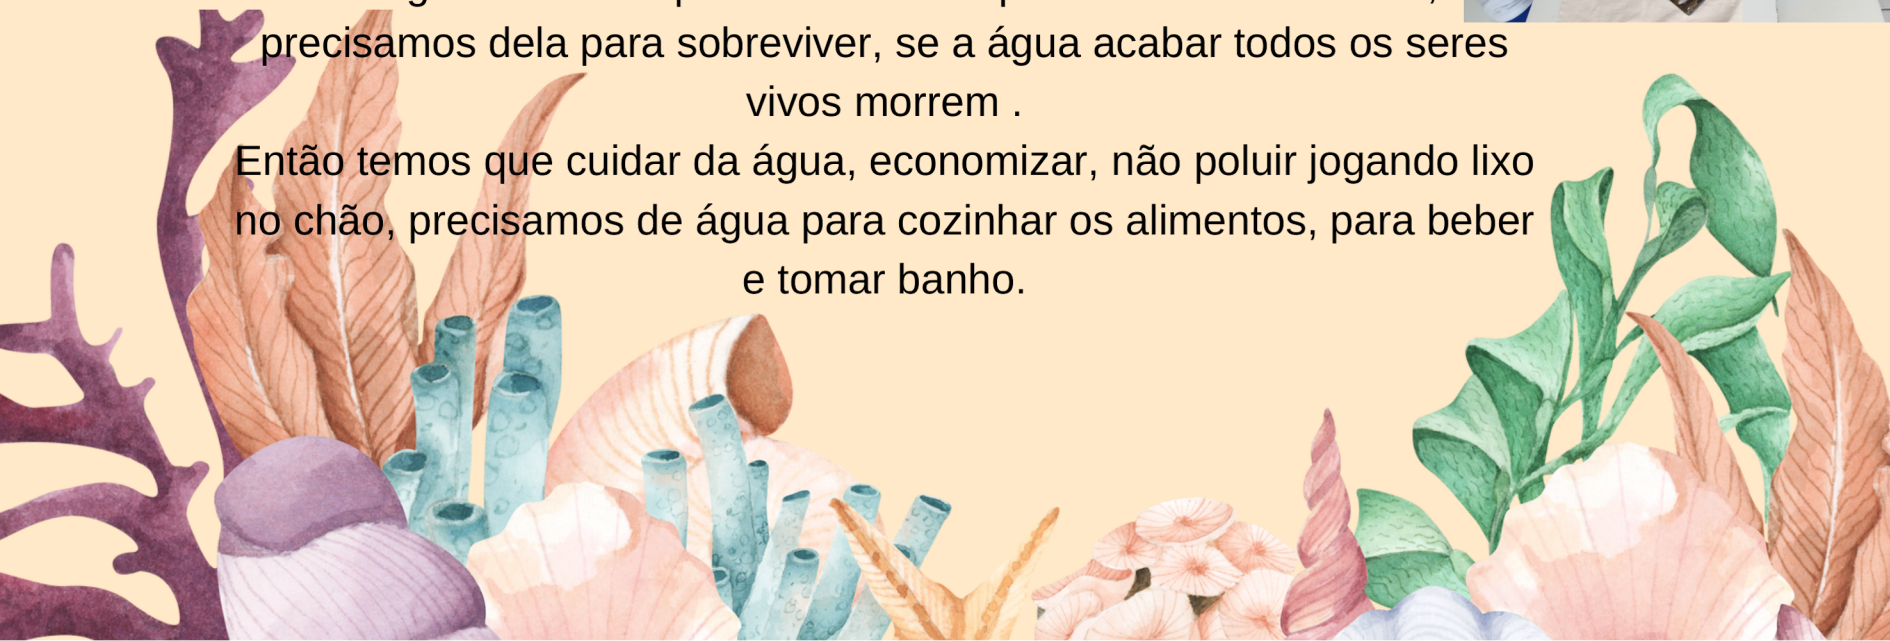 precisamos dela para sobreviver, se a água acabar todos os seres
vivos morrem .
Então temos que cuidar da água, economizar, não poluir jogando lixo
no chão, precisamos de água para cozinhar os alimentos, para beber
e tomar banho.